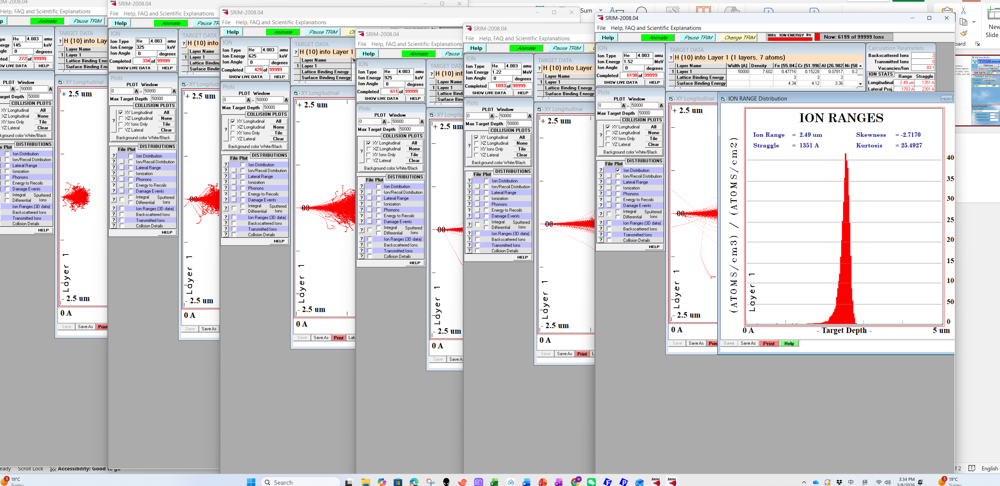 SRIM-2008.04
Help, FAQ and Scientific Explanations
Animate
Pause TRIM
TARGET DATA
? H (10) into Lay
He 4.003 amu
145 keV
0 degrees
272 of 99999
HELP
Layer Name
1 Layer 1
Lattice Binding Ene
Surface Binding En
PLOT Window
A - 50000 A
50000
COLLISION PLOTS
XY Longitudinal All
XZ Longitudinal None
XY Ions Only Tile
YZ Lateral Clear
Background color White/Black
Plot DISTRIBUTIONS
Ion Distribution
Ion/Recoil Distribution
Lateral Range
Ionization
Phonons
Energy to Recoils
Damage Events
Integral Sputtered
Differential Ions
Ion Ranges (3D data)
Backscattered Ions
Transmitted Ions
Collision Details
HELP
XY Longitudinal
+ 2.5 um
Layer 1
- 2.5 um
0 A
Save Save As Print
SRIM-2008.04
File Help, FAQ and Scientific Explanations
Help Animate
ION
Ion Type He 4.003 amu
Ion Energy 325 keV
Ion Angle 0 degrees
Completed 334 of 99999
SHOW LIVE DATA HELP
TARGET DATA
? H (10) into
Layer Name
1 Layer 1
Plots
PLOT Window
0 A - 50000 A
Max Target Depth 50000
COLLISION PLOTS
? XY Longitudinal All
XZ Longitudinal None
XY Ions Only Tile
YZ Lateral Clear
Background color White/Black
File Plot DISTRIBUTIONS
? Ion Distribution
? Ion/Recoil Distribution
? Lateral Range
? Ionization
? Phonons
? Energy to Recoils
? Damage Events
? Integral Sputtered
Differential Ions
? Ion Ranges (3D data)
? Backscattered Ions
? Transmitted Ions
? Collision Details
HELP
+ 2.5 um
00
Layer 1
- 2.5 um
0 A
Save Save As
SRIM-2008.04
File Help, FAQ and Scientific Explanations
Help Animate Pause TRIM
ION
Ion Type He 4.003 amu
Ion Energy 625 keV
Ion Angle 0 degrees
Completed 428 of 99999
SHOW LIVE DATA HELP
TARGET DATA
? H (10) into Layer 1
Layer Name
1 Layer 1
Lattice Binding Energy
Surface Binding Energy
Plots
PLOT Window
0 A - 50000 A
Max Target Depth 50000
COLLISION PLOTS
? XY Longitudinal All
XZ Longitudinal None
XY Ions Only Tile
YZ Lateral Clear
Background color White/Black
File Plot DISTRIBUTIONS
? Ion Distribution
? Ion/Recoil Distribution
? Lateral Range
? Ionization
? Phonons
? Energy to Recoils
? Damage Events
? Integral Sputtered
Differential Ions
? Ion Ranges (3D data)
? Backscattered Ions
? Transmitted Ions
? Collision Details
HELP
XY Longitudinal
+ 2.5 um
00
Layer 1
- 2.5 um
0 A
Save Save As Print
SRIM-2008.04
File Help, FAQ and Scientific Explanations
Help Animate
ION
Ion Type He 4.003 amu
Ion Energy 925 keV
Ion Angle 0 degrees
Completed 611 of 99999
SHOW LIVE DATA HELP
TARGET DATA
? H (10) int
Layer Name
1 Layer 1
Plots
PLOT Window
0 A - 50000 A
Max Target Depth 50000
COLLISION PLOTS
? XY Longitudinal All
XZ Longitudinal None
XY Ions Only Tile
YZ Lateral Clear
Background color White/Black
File Plot DISTRIBUTIONS
? Ion Distribution
? Ion/Recoil Distribution
? Lateral Range
? Ionization
? Phonons
? Energy to Recoils
? Damage Events
? Integral Sputtered
Differential Ions
? Ion Ranges (3D data)
? Backscattered Ions
? Transmitted Ions
? Collision Details
HELP
+ 2.5 um
00
Layer 1
- 2.5 um
0 A
Save
SRIM-2008.04
File Help, FAQ and Scientific Explanations
Help Animate Pause TRIM
ION
Ion Type He 4.003 amu
Ion Energy 1.22 MeV
Ion Angle 0 degrees
Completed 1093 of 99999
SHOW LIVE DATA HELP
TARGET DATA
? H (10) into Layer
Layer Name
1 Layer 1
Lattice Binding Energy
Surface Binding Energy
Plots
PLOT Window
0 A - 50000 A
Max Target Depth 50000
COLLISION PLOTS
? XY Longitudinal All
XZ Longitudinal None
XY Ions Only Tile
YZ Lateral Clear
Background color White/Black
File Plot DISTRIBUTIONS
? Ion Distribution
? Ion/Recoil Distribution
? Lateral Range
? Ionization
? Phonons
? Energy to Recoils
? Damage Events
? Integral Sputtered
Differential Ions
? Ion Ranges (3D data)
? Backscattered Ions
? Transmitted Ions
? Collision Details
HELP
XY Longitudinal
+ 2.5 um
00
Layer 1
- 2.5 um
0 A
Save Save As Print
SRIM-2008.04
File Help, FAQ and Scientific Explanations
Help Animate Pause TRIM Change TRIM 100% ION ENERGY 0% Now: 6199 of 99999 Ions
ION
Ion Type He 4.003 amu
Ion Energy 1.52 MeV
Ion Angle 0 degrees
Completed 6198 of 99999
SHOW LIVE DATA HELP
TARGET DATA
? H (10) into Layer 1 (1 layers, 7 atoms)
Layer Name Width (A) Density Fe (55.847 Cr (51.996 Al (26.982 Ni (58
1 Layer 1 50000 7.602 0.47716 0.15228 0.07817 0.2
Lattice Binding Energy 3 3 3
Surface Binding Energy 4.34 4.12 3.36
Calculation Parameters
Backscattered Ions 2
Transmitted Ions 0
Vacancies/Ion 83.1
ION STATS Range Straggle
Longitudinal 2.49 um 1351 A
Lateral Proj. 1783 A 2301 A
Plots
PLOT Window
0 A - 50000 A
Max Target Depth 50000
COLLISION PLOTS
? XY Longitudinal All
XZ Longitudinal None
XY Ions Only Tile
YZ Lateral Clear
Background color White/Black
File Plot DISTRIBUTIONS
? Ion Distribution
? Ion/Recoil Distribution
? Lateral Range
? Ionization
? Phonons
? Energy to Recoils
? Damage Events
? Integral Sputtered
Differential Ions
? Ion Ranges (3D data)
? Backscattered Ions
? Transmitted Ions
? Collision Details
HELP
XY Longitudinal
+ 2.5 um
00
Layer 1
- 2.5 um
0 A
Save Save As
ION RANGE Distribution
ION RANGES
Ion Range = 2.49 um Skewness = -2.7170
Straggle = 1351 A Kurtosis = 25.4927
(ATOMS/cm3) / (ATOMS/cm2)
Layer 1
40
35
30
25
20
15
10
50
0
0 A - Target Depth - 5 um
Save Save As Print Help
Sum
New
Slide
Scroll Lock Accessibility: Good to go
English
19°C
Sunny
Search
中
拼
3:34 PM
3/9/2026
3
19°C
Sunny